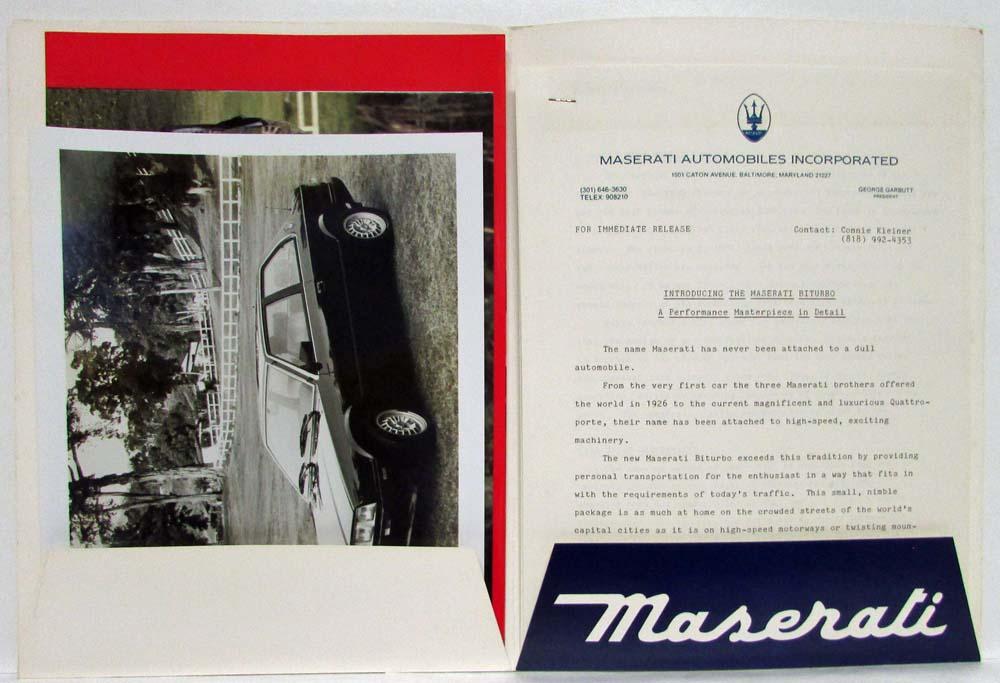 MASERATI
MASERATI AUTOMOBILES INCORPORATED
1501 CATON AVENUE, BALTIMORE, MARYLAND 21227
(301) 646-3630
TELEX: 908210
GEORGE GARBUTT
PRESIDENT
FOR IMMEDIATE RELEASE
Contact: Connie Kleiner
(818) 992-4353
INTRODUCING THE MASERATI BITURBO
A Performance Masterpiece in Detail
The name Maserati has never been attached to a dull
automobile.
From the very first car the three Maserati brothers offered
the world in 1926 to the current magnificent and luxurious Quattro-
porte, their name has been attached to high-speed, exciting
machinery.
The new Maserati Biturbo exceeds this tradition by providing
personal transportation for the enthusiast in a way that fits in
with the requirements of today's traffic. This small, nimble
package is as much at home on the crowded streets of the world's
capital cities as it is on high-speed motorways or twisting moun-
Maserati